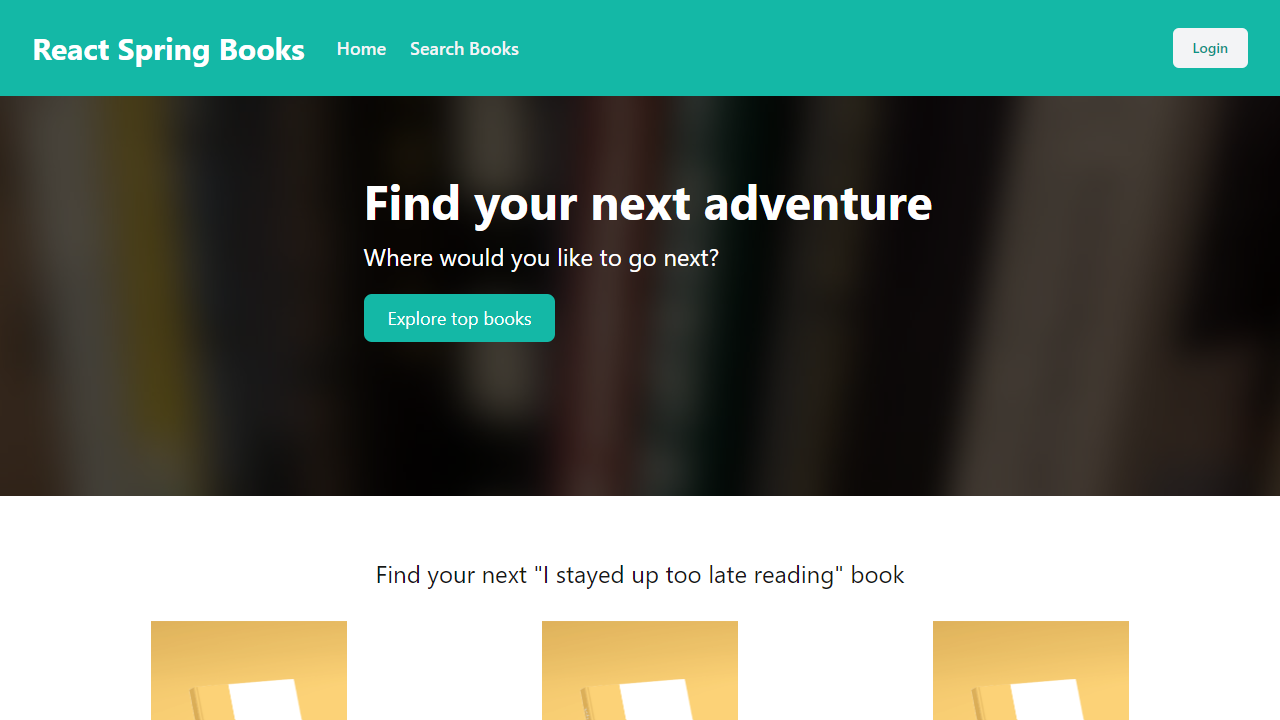 React Spring Books
Home
Search Books
Login
Find your next adventure
Where would you like to go next?
Explore top books
Find your next "I stayed up too late reading" book